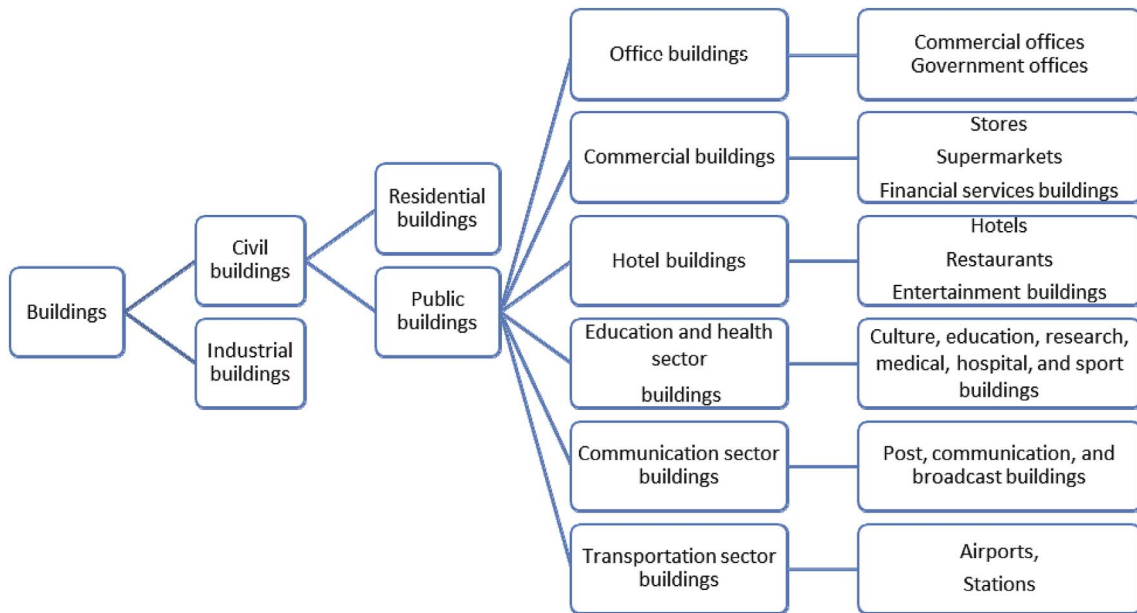 Buildings
Civil
buildings
Industrial
buildings
Residential
buildings
Public
buildings
Office buildings
Commercial offices
Government offices
Commercial buildings
Stores
Supermarkets
Financial services buildings
Hotel buildings
Hotels
Restaurants
Entertainment buildings
Education and health
sector
buildings
Culture, education, research,
medical, hospital, and sport
buildings
Communication sector
buildings
Post, communication, and
broadcast buildings
Transportation sector
buildings
Airports,
Stations